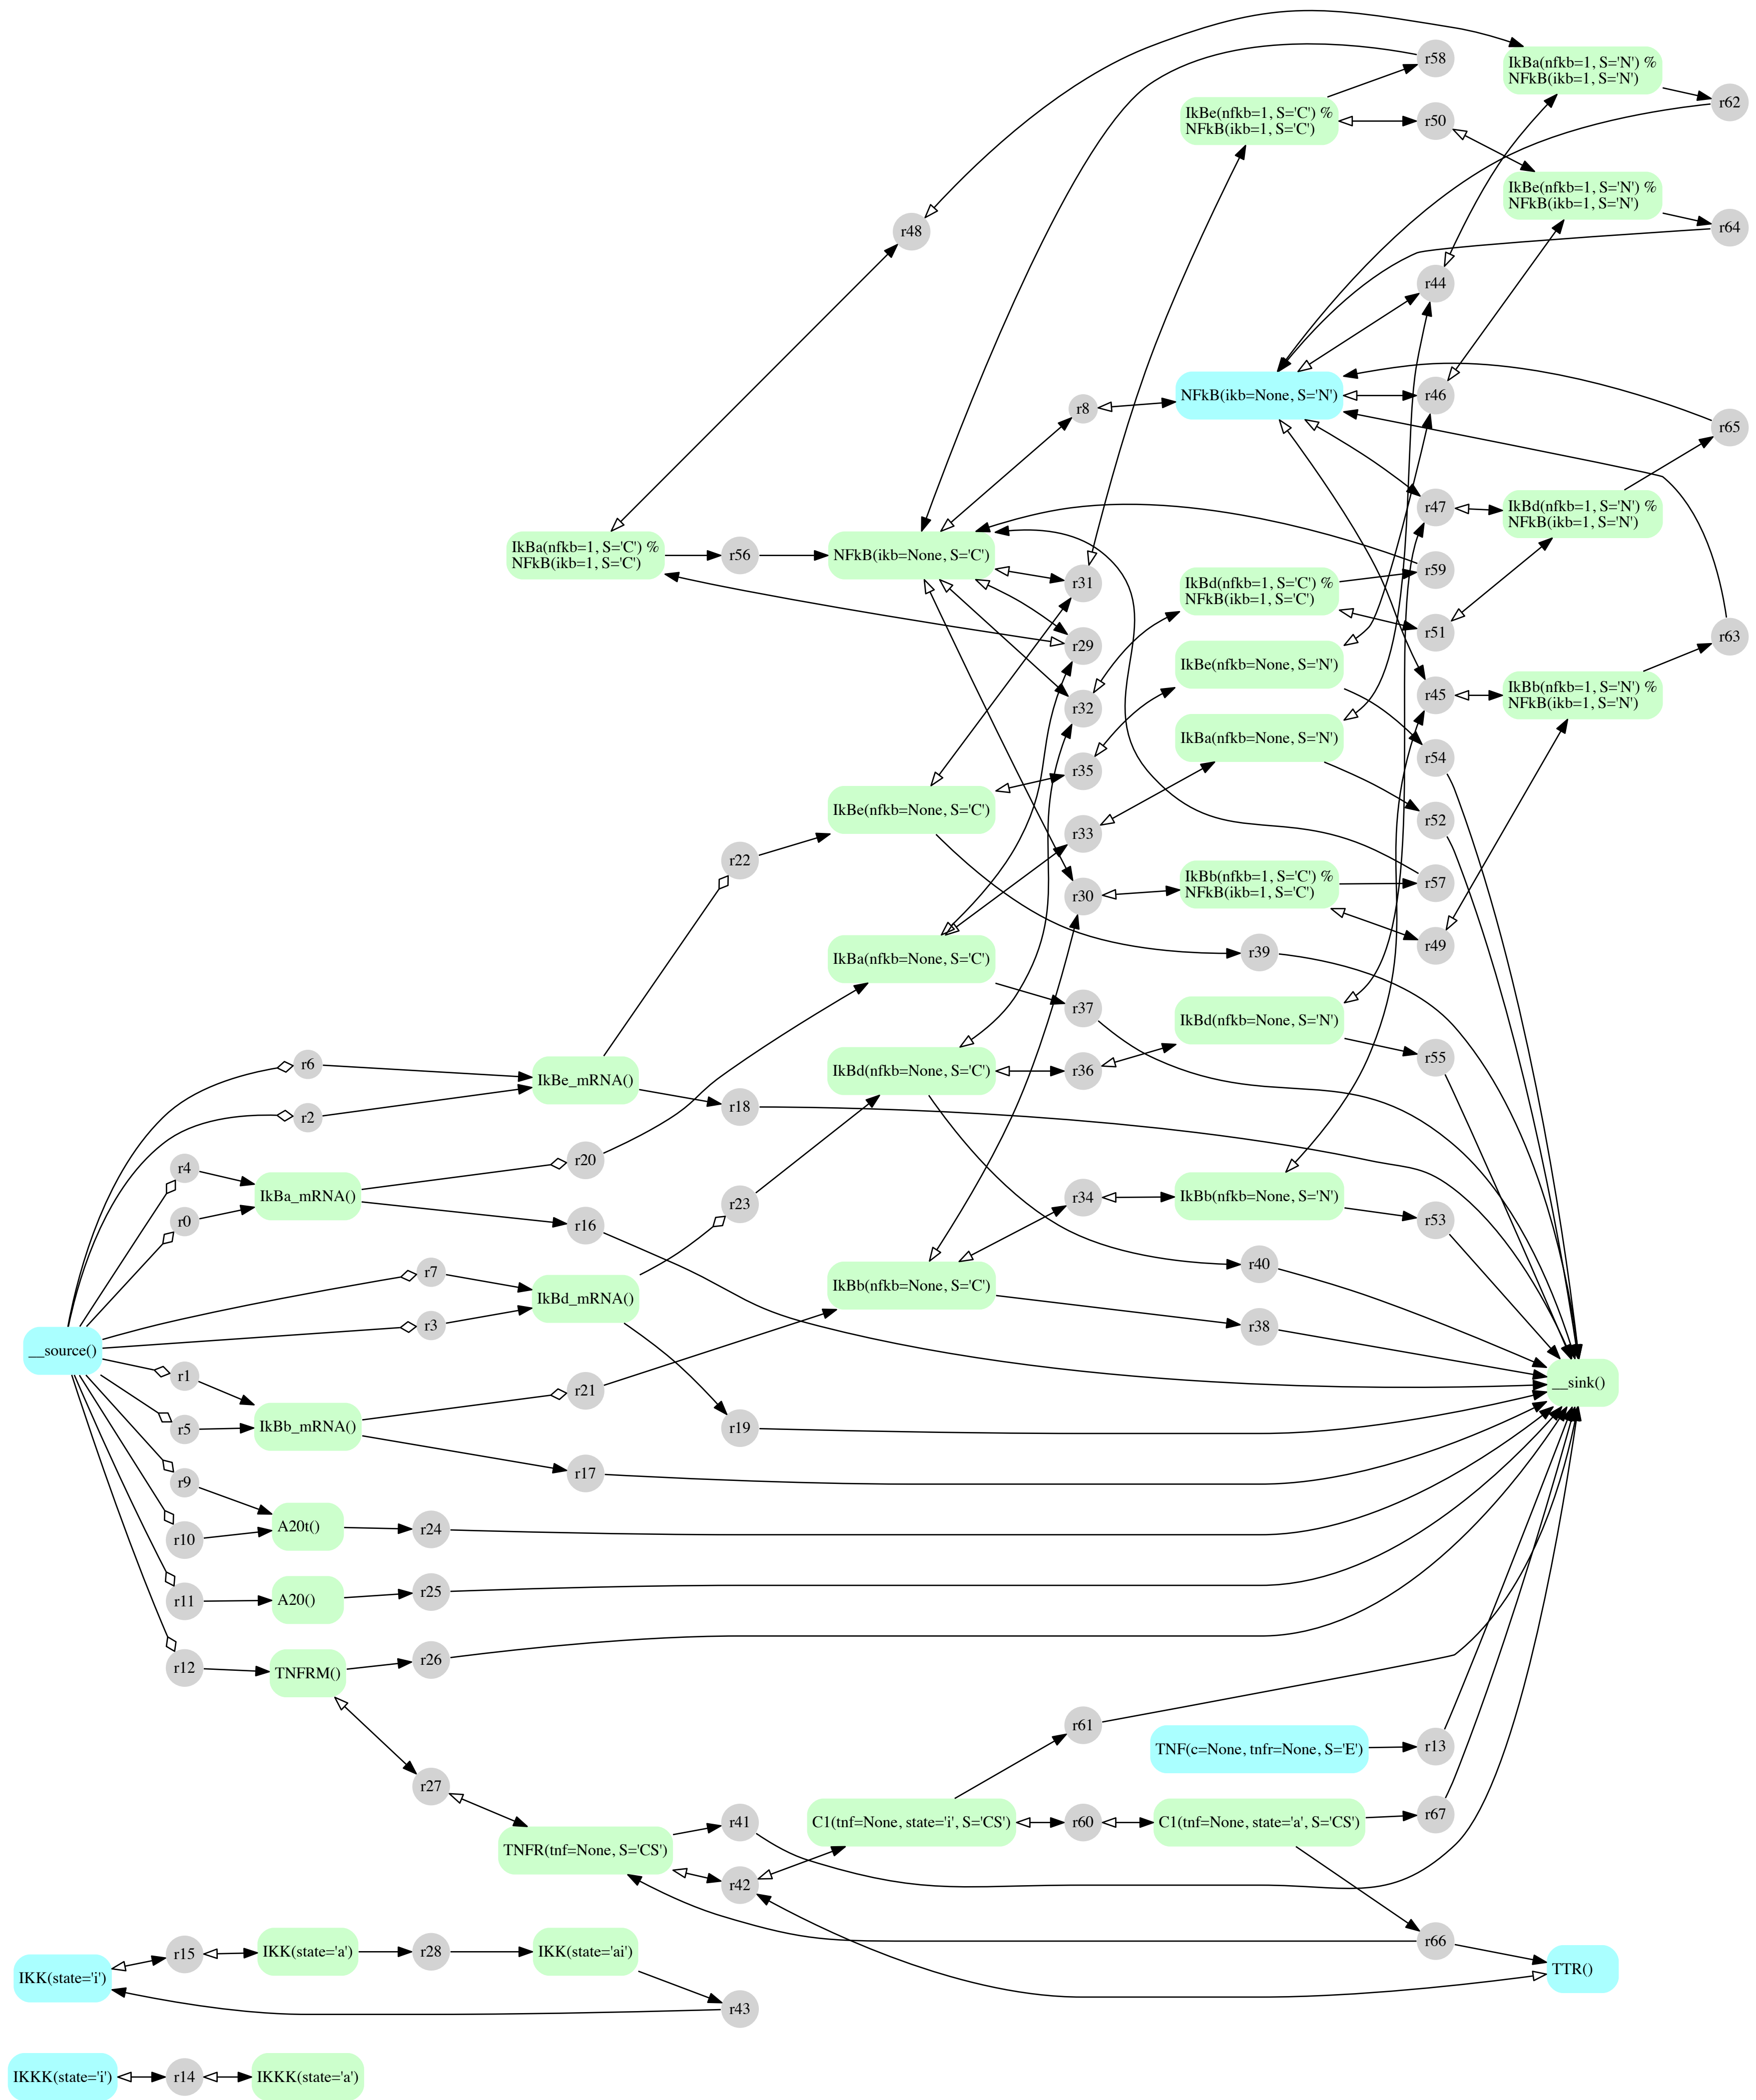 r58
IkBa(nfkb=1, S='N') %
NFkB(ikb=1, S='N')
r62
IkBe(nfkb=1, S='C') %
NFkB(ikb=1, S='C')
r50
IkBe(nfkb=1, S='N') %
NFkB(ikb=1, S='N')
r64
r48
r44
NFkB(ikb=None, S='N')
r46
r8
r65
r47
IkBd(nfkb=1, S='N') %
NFkB(ikb=1, S='N')
IkBa(nfkb=1, S='C') %
NFkB(ikb=1, S='C')
r56
NFkB(ikb=None, S='C')
r31
IkBd(nfkb=1, S='C') %
NFkB(ikb=1, S='C')
r59
r51
r63
r29
IkBe(nfkb=None, S='N')
r45
IkBb(nfkb=1, S='N') %
NFkB(ikb=1, S='N')
r32
IkBa(nfkb=None, S='N')
r54
r35
IkBe(nfkb=None, S='C')
r52
r33
r22
IkBb(nfkb=1, S='C') %
NFkB(ikb=1, S='C')
r57
r30
r49
r39
IkBa(nfkb=None, S='C')
r37
IkBd(nfkb=None, S='N')
r55
r6
IkBe_mRNA()
IkBd(nfkb=None, S='C')
r36
r2
r18
r4
r20
IkBa_mRNA()
r0
r16
r23
r34
IkBb(nfkb=None, S='N')
r53
r7
IkBd_mRNA()
r3
IkBb(nfkb=None, S='C')
r40
r38
__source()
r1
r21
__sink()
r5
IkBb_mRNA()
r19
r17
r9
A20t()
r24
r10
r11
A20()
r25
r12
TNFRM()
r26
r61
TNF(c=None, tnfr=None, S='E')
r13
r27
r41
C1(tnf=None, state='i', S='CS')
r60
C1(tnf=None, state='a', S='CS')
r67
TNFR(tnf=None, S='CS')
r42
r66
TTR()
IKK(state='i')
r15
IKK(state='a')
r28
IKK(state='ai')
r43
IKKK(state='i')
r14
IKKK(state='a')